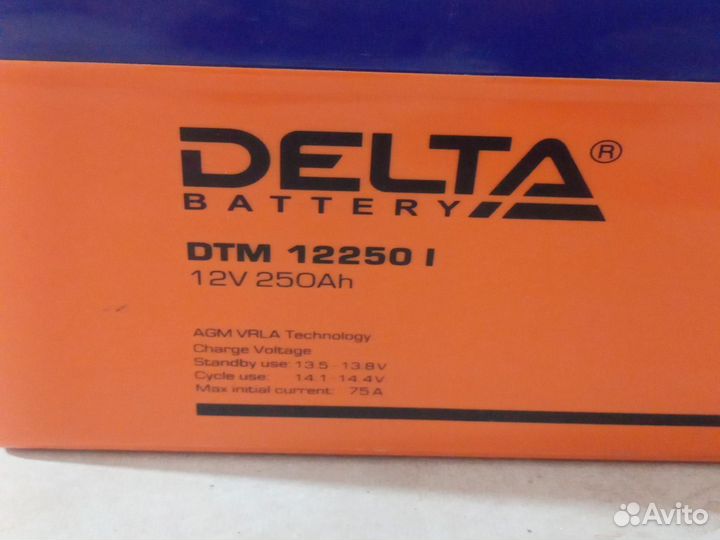 DELTA®
BATTERY
DTM 12250 I
12V 250Ah
AGM VRLA Technology
Charge Voltage
Standby use: 13.5-13.8V
Cycle use: 14.1-14.4V
Max initial current: 75A
Avito